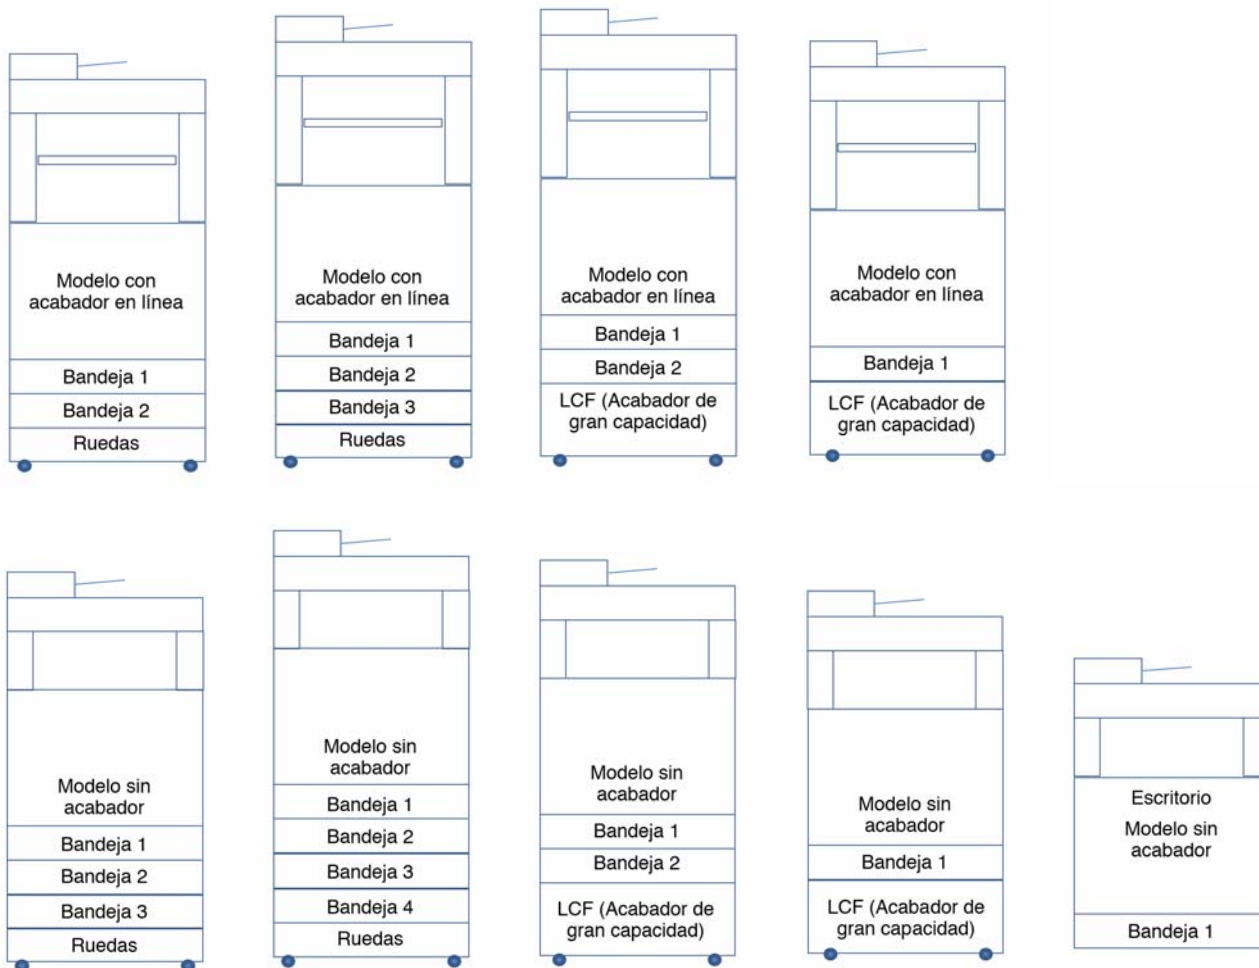 Modelo con
acabador en línea
Bandeja 1
Bandeja 2
Ruedas
Modelo con
acabador en línea
Bandeja 1
Bandeja 2
Bandeja 3
Ruedas
Modelo con
acabador en línea
Bandeja 1
Bandeja 2
LCF (Acabador de
gran capacidad)
Modelo con
acabador en línea
Bandeja 1
LCF (Acabador de
gran capacidad)
Modelo sin
acabador
Bandeja 1
Bandeja 2
Bandeja 3
Ruedas
Modelo sin
acabador
Bandeja 1
Bandeja 2
Bandeja 3
Bandeja 4
Ruedas
Modelo sin
acabador
Bandeja 1
Bandeja 2
LCF (Acabador de
gran capacidad)
Modelo sin
acabador
Bandeja 1
LCF (Acabador de
gran capacidad)
Escritorio
Modelo sin
acabador
Bandeja 1